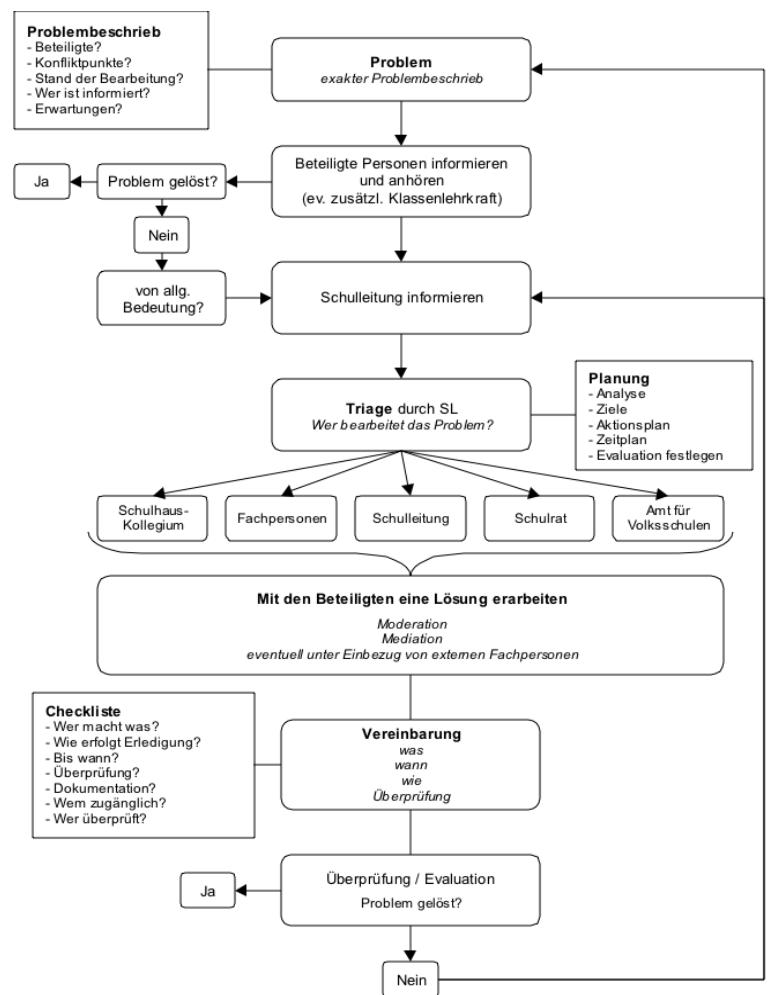 Problembeschrieb
- Beteiligte?
- Konfliktpunkte?
- Stand der Bearbeitung?
- Wer ist informiert?
- Erwartungen?
Problem
exakter Problembeschrieb
Beteiligte Personen informieren
und anhören
(ev. zusätzl. Klassenlehrkraft)
Problem gelöst?
Ja
Nein
von allg.
Bedeutung?
Schulleitung informieren
Triage durch SL
Wer bearbeitet das Problem?
Planung
- Analyse
- Ziele
- Aktionsplan
- Zeitplan
- Evaluation festlegen
Schulhaus-
Kollegium
Fachpersonen
Schulleitung
Schulrat
Amt für
Volksschulen
Mit den Beteiligten eine Lösung erarbeiten
Moderation
Mediation
eventuell unter Einbezug von externen Fachpersonen
Checkliste
- Wer macht was?
- Wie erfolgt Erledigung?
- Bis wann?
- Überprüfung?
- Dokumentation?
- Wem zugänglich?
- Wer überprüft?
Vereinbarung
was
wann
wie
Überprüfung
Überprüfung / Evaluation
Problem gelöst?
Ja
Nein